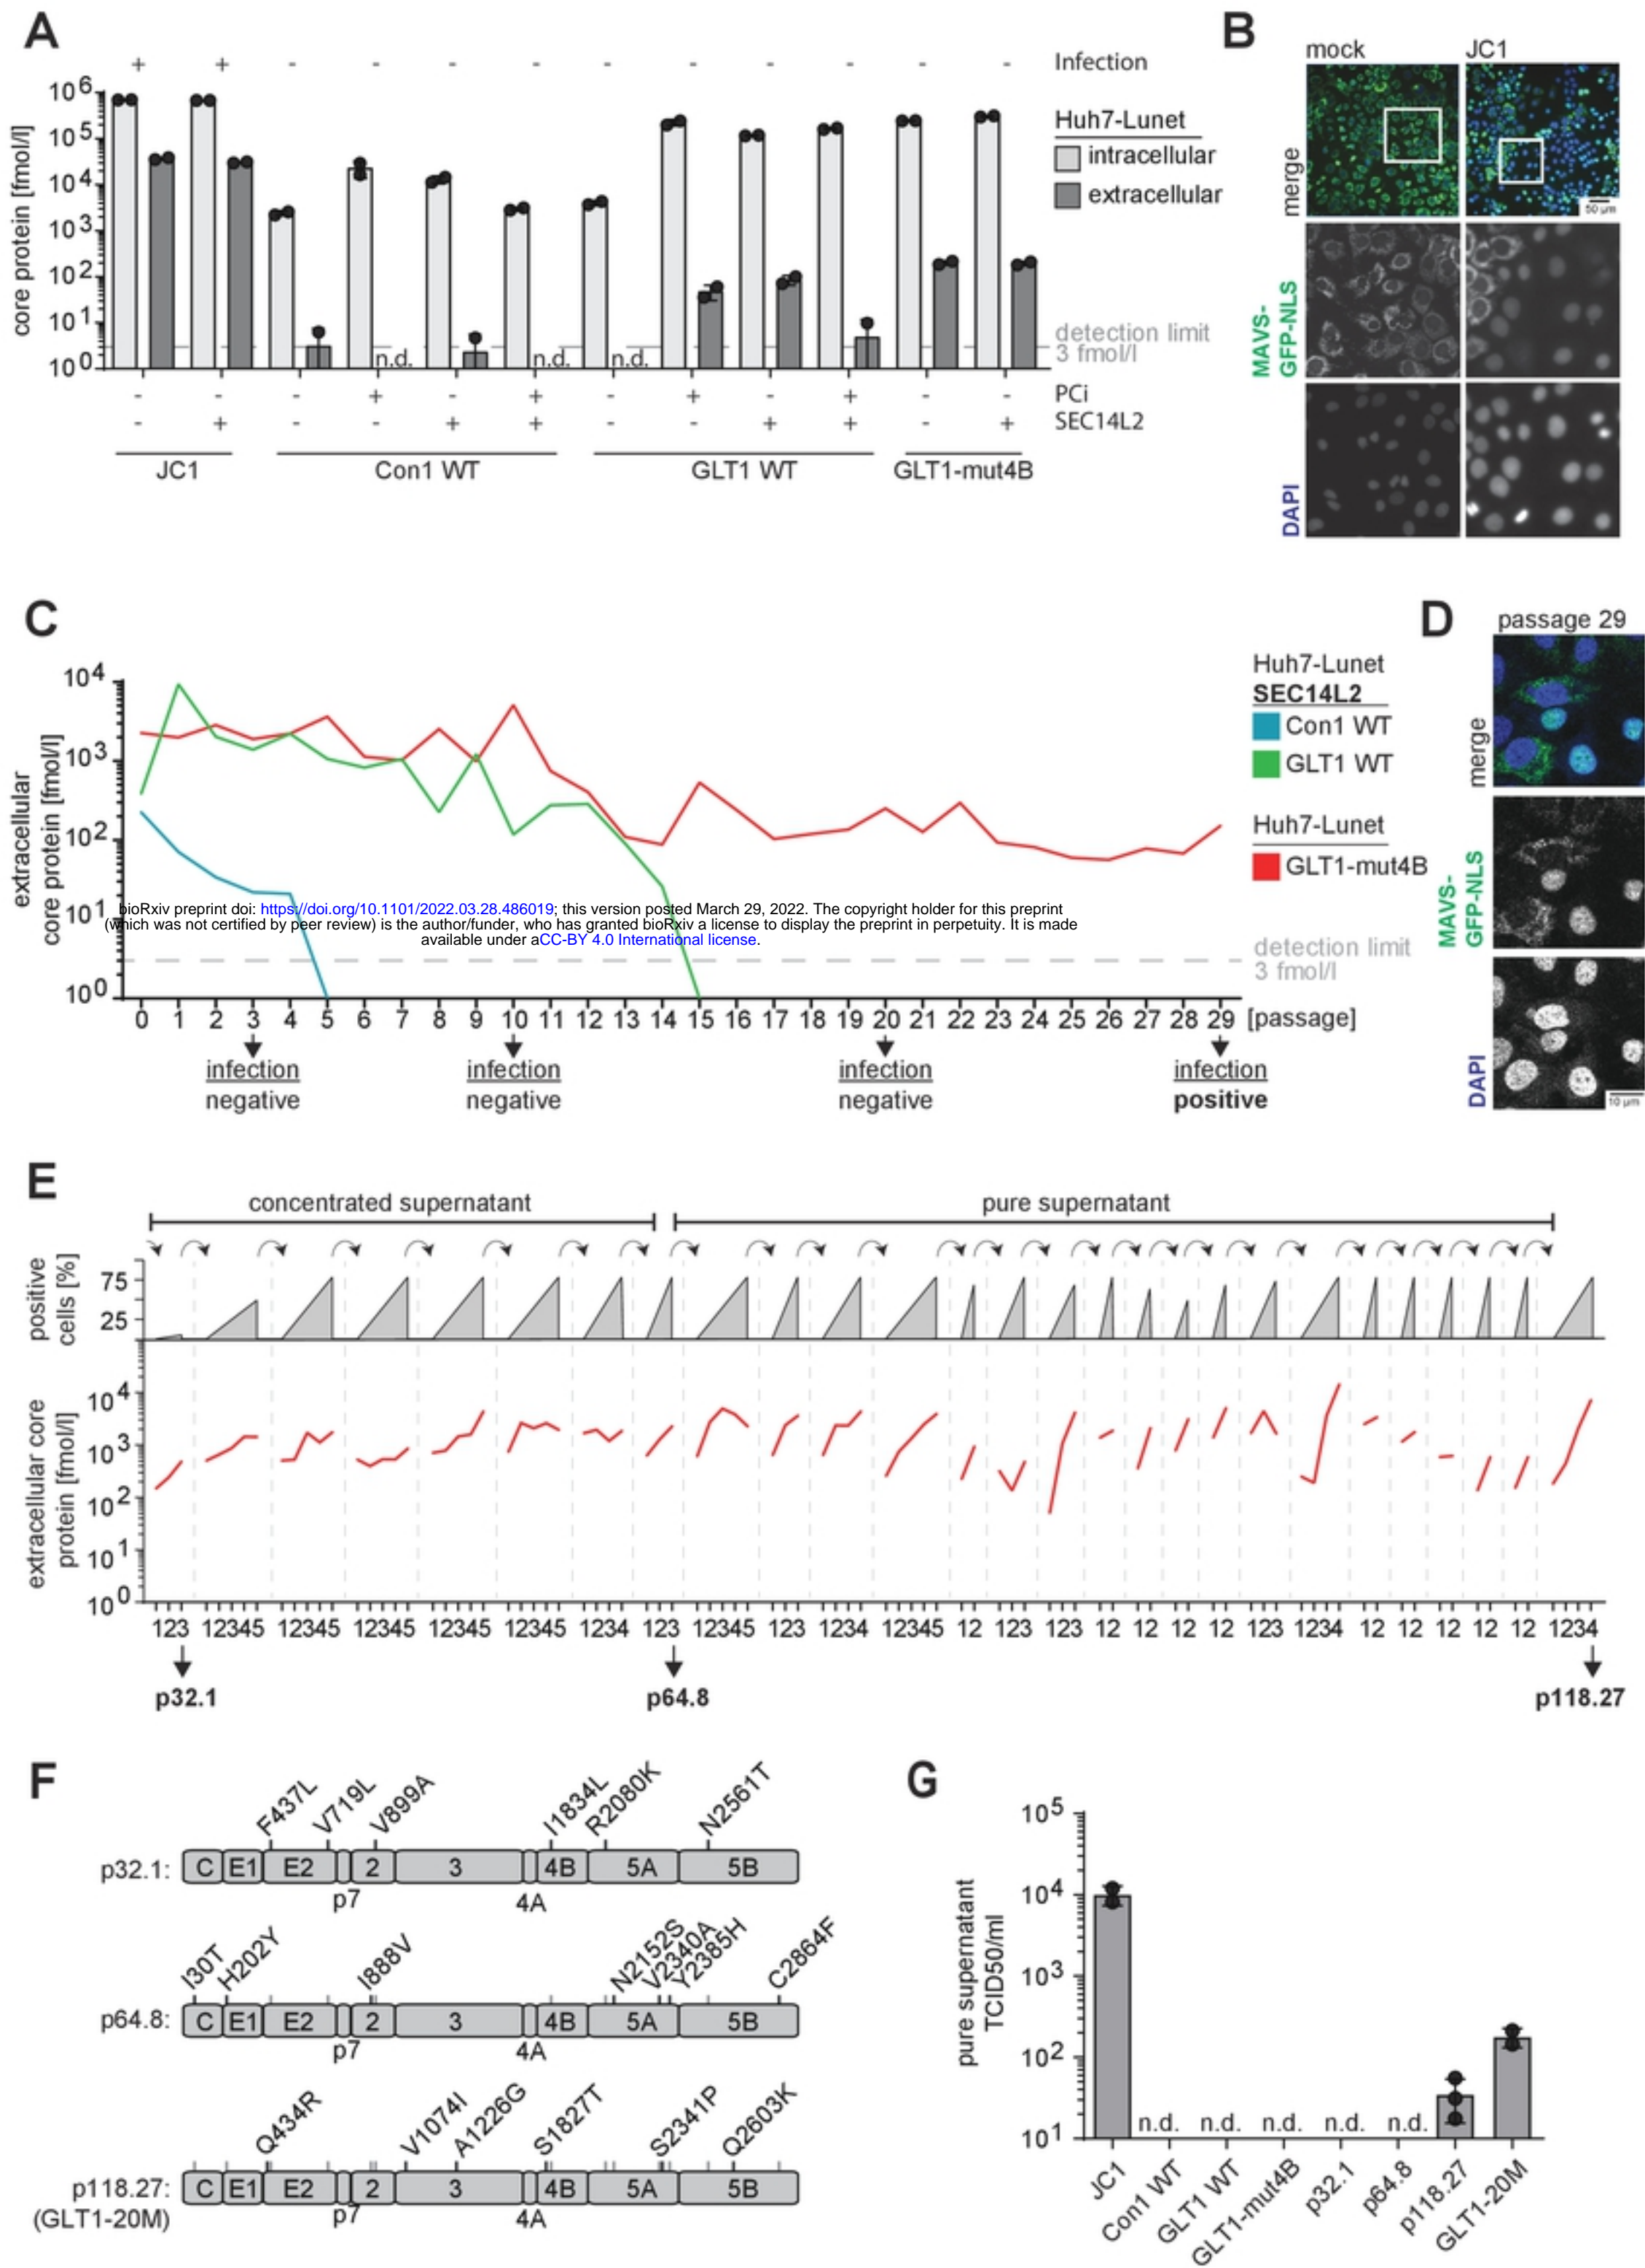 A
Infection + + - - - - - - - - - -
core protein [fmol/l]
10^6
10^5
10^4
10^3
10^2
10^1
10^0
Huh7-Lunet
intracellular
extracellular
n.d. n.d. n.d.
detection limit
3 fmol/l
- - - + - + - + - + - - PCi
- + - - + + - - + + - + SEC14L2
JC1 Con1 WT GLT1 WT GLT1-mut4B
B
mock JC1
merge
50 µm
MAVS-
GFP-NLS
DAPI
C
extracellular
core protein [fmol/l]
10^4
10^3
10^2
10^1
10^0
Huh7-Lunet
SEC14L2
Con1 WT
GLT1 WT
Huh7-Lunet
GLT1-mut4B
bioRxiv preprint doi: https://doi.org/10.1101/2022.03.28.486019; this version posted March 29, 2022. The copyright holder for this preprint
(which was not certified by peer review) is the author/funder, who has granted bioRxiv a license to display the preprint in perpetuity. It is made
available under aCC-BY 4.0 International license.
detection limit
3 fmol/l
0 1 2 3 4 5 6 7 8 9 10 11 12 13 14 15 16 17 18 19 20 21 22 23 24 25 26 27 28 29 [passage]
infection infection infection infection
negative negative negative positive
D
passage 29
merge
MAVS-
GFP-NLS
DAPI
10 µm
E
concentrated supernatant pure supernatant
positive
cells [%]
75
25
extracellular core
protein [fmol/l]
10^4
10^3
10^2
10^1
10^0
123 12345 12345 12345 12345 12345 1234 123 12345 123 1234 12345 12 123 123 12 12 12 12 123 1234 12 12 12 12 12 1234
p32.1 p64.8 p118.27
F
F437L V719L V899A I1834L R2080K N2561T
p32.1: C E1 E2 2 3 4B 5A 5B
p7 4A
I30T H202Y I888V N2152S V2340A Y2385H C2864F
p64.8: C E1 E2 2 3 4B 5A 5B
p7 4A
Q434R V1074I A1226G S1827T S2341P Q2603K
p118.27: C E1 E2 2 3 4B 5A 5B
(GLT1-20M) p7 4A
G
pure supernatant
TCID50/ml
10^5
10^4
10^3
10^2
10^1
n.d. n.d. n.d. n.d. n.d.
JC1 Con1 WT GLT1 WT GLT1-mut4B p32.1 p64.8 p118.27 GLT1-20M